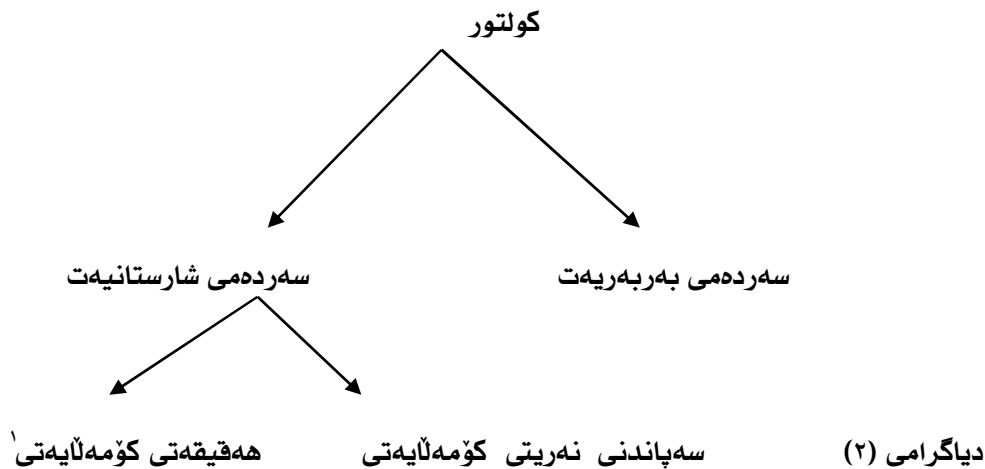 کولتور
سەردەمی بەربەریەت سەردەمی شارستانیەت
دیاگرامی (٢) سەپاندنی نەریتی کۆمەڵایەتی هەقیقەتی کۆمەڵایەتی١